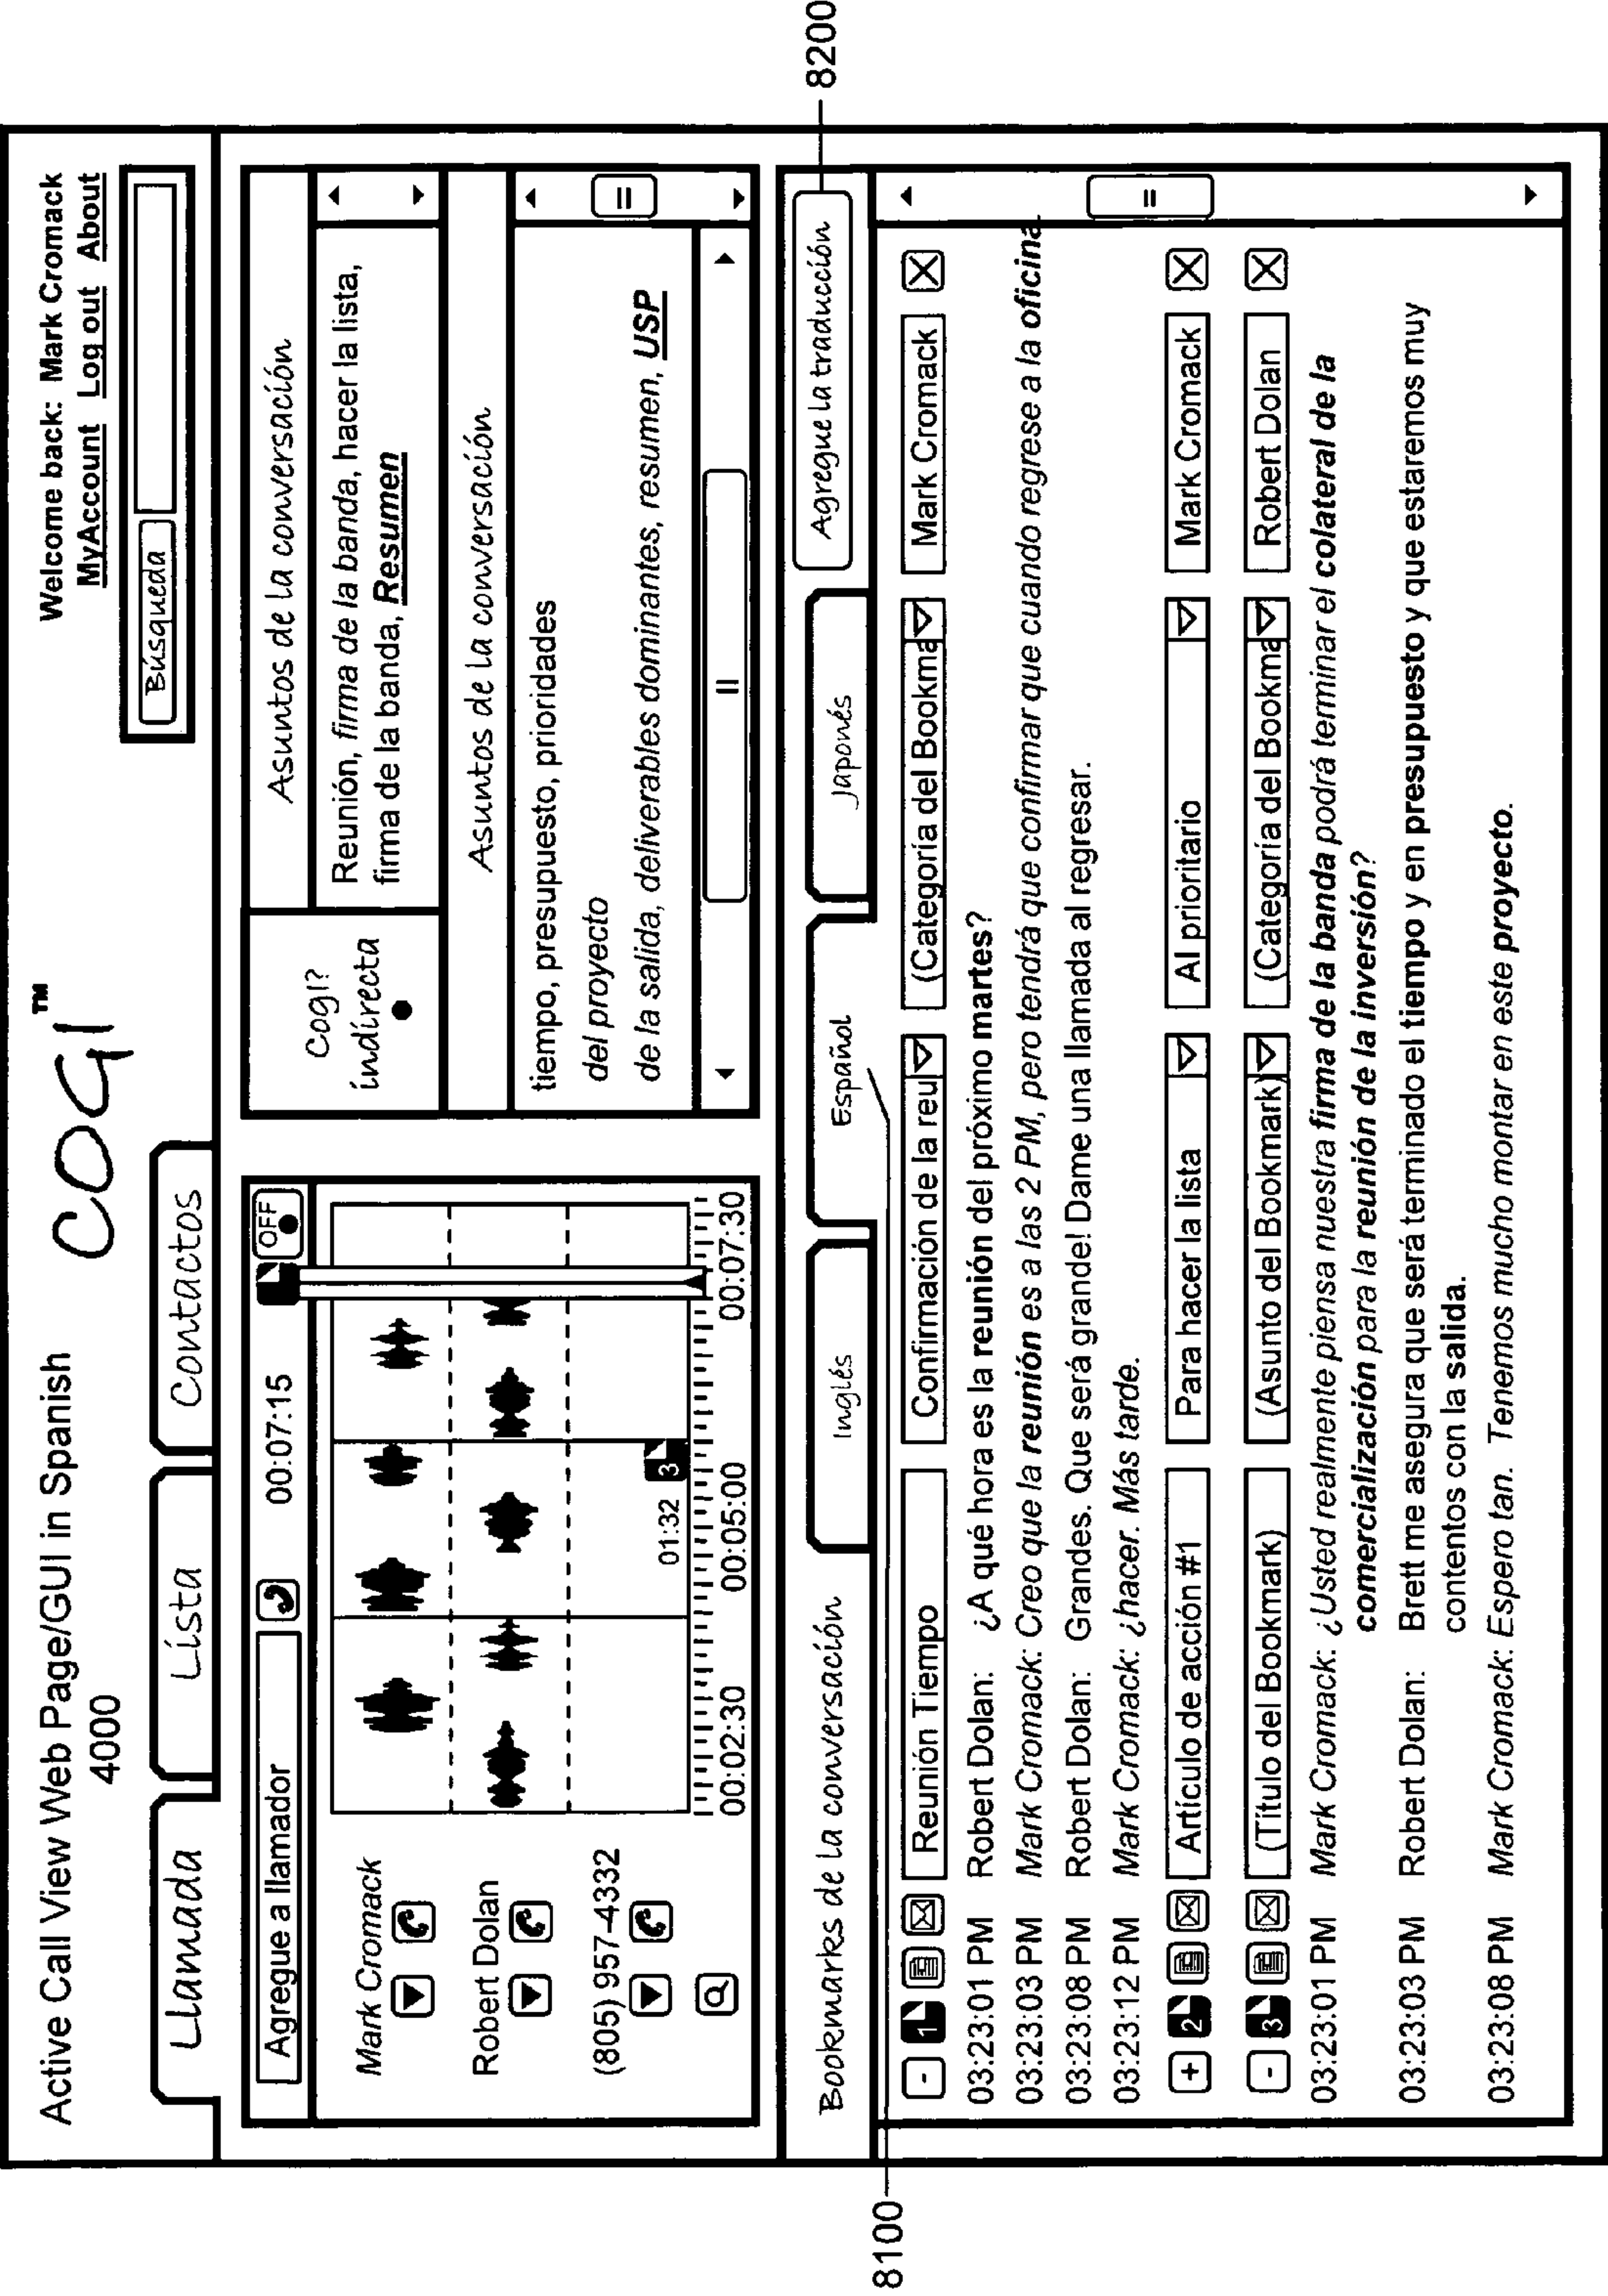 Active Call View Web Page/GUI in Spanish
4000
COGI™
Welcome back: Mark Cromack
MyAccount Log out About
Búsqueda
Llamada
Lista
Contactos
Agregue a llamador
00:07:15
OFF
Mark Cromack
Robert Dolan
(805) 957-4332
01:32
3
00:02:30
00:05:00
00:07:30
Cogi?
indirecta
Asuntos de la conversación
Reunión, firma de la banda, hacer la lista,
firma de la banda, Resumen
Asuntos de la conversación
tiempo, presupuesto, prioridades
del proyecto
de la salida, deliverables dominantes, resumen, USP
Bookmarks de la conversación
Inglés
Español
Japonés
Agregue la traducción
8200
8100
- 1 Reunión Tiempo Confirmación de la reu (Categoría del Bookma Mark Cromack
03:23:01 PM Robert Dolan: ¿A qué hora es la reunión del próximo martes?
03:23:03 PM Mark Cromack: Creo que la reunión es a las 2 PM, pero tendrá que confirmar que cuando regrese a la oficina
03:23:08 PM Robert Dolan: Grandes. Que será grande! Dame una llamada al regresar.
03:23:12 PM Mark Cromack: ¿hacer. Más tarde.
+ 2 Artículo de acción #1 Para hacer la lista Al prioritario Mark Cromack
- 3 (Título del Bookmark) (Asunto del Bookmark) (Categoría del Bookma Robert Dolan
03:23:01 PM Mark Cromack: ¿Usted realmente piensa nuestra firma de la banda podrá terminar el colateral de la
comercialización para la reunión de la inversión?
03:23:03 PM Robert Dolan: Brett me asegura que será terminado el tiempo y en presupuesto y que estaremos muy
contentos con la salida.
03:23:08 PM Mark Cromack: Espero tan. Tenemos mucho montar en este proyecto.